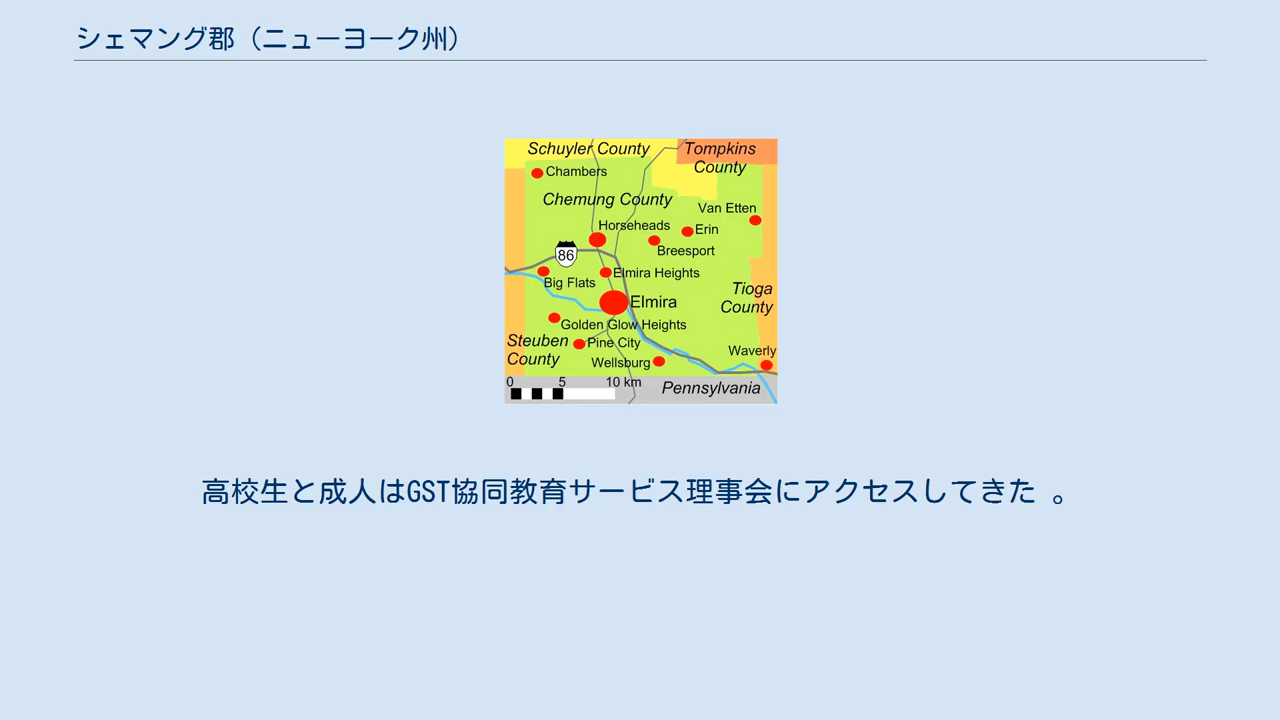 シェマング郡（ニューヨーク州）
Schuyler County
Tompkins
County
Chambers
Chemung County
Van Etten
Horseheads
Erin
Breesport
86
Elmira Heights
Big Flats
Tioga
County
Elmira
Golden Glow Heights
Steuben
County
Pine City
Waverly
Wellsburg
0 5 10 km
Pennsylvania
高校生と成人はGST協同教育サービス理事会にアクセスしてきた 。